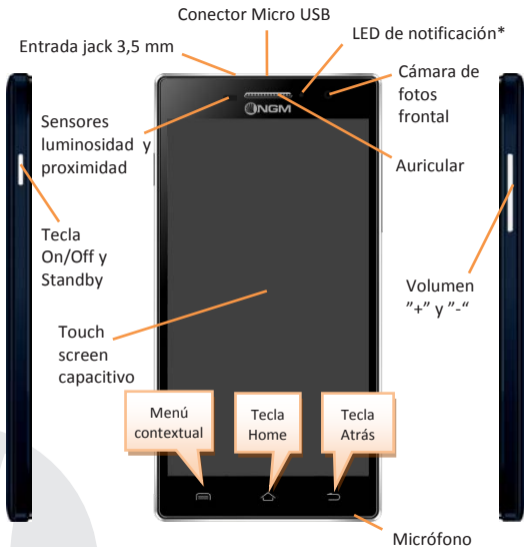 Conector Micro USB
LED de notificación*
Entrada jack 3,5 mm
Cámara de
fotos
frontal
NGM
Sensores
luminosidad y
proximidad
Auricular
Tecla
On/Off y
Standby
Volumen
”+” y ”-“
Touch
screen
capacitivo
Menú
contextual
Tecla
Home
Tecla
Atrás
Micrófono